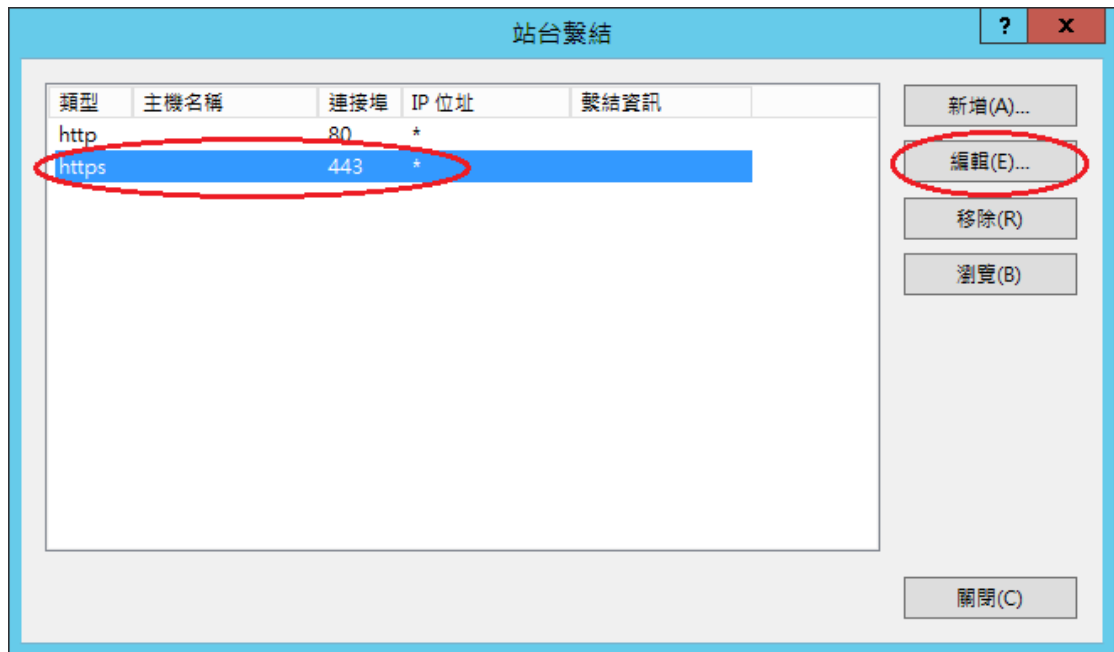 站台繫結
?
x
類型 主機名稱 連接埠 IP 位址 繫結資訊
http 80 *
https 443 *
新增(A)...
編輯(E)...
移除(R)
瀏覽(B)
關閉(C)